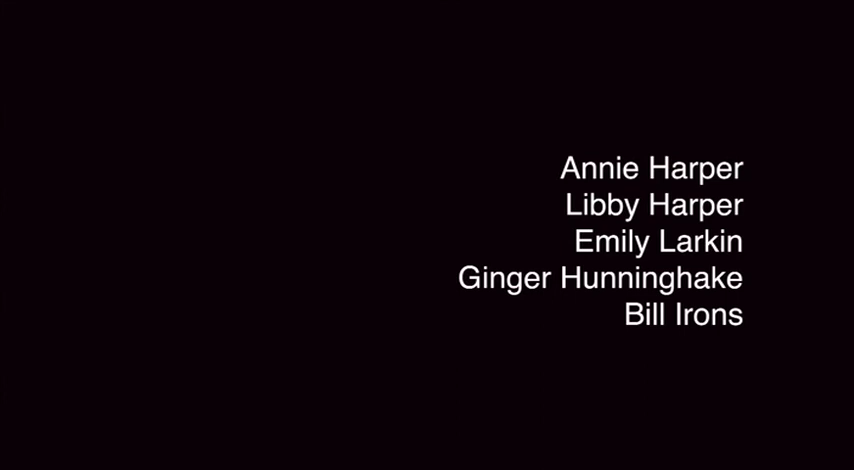 Annie Harper
Libby Harper
Emily Larkin
Ginger Hunninghake
Bill Irons